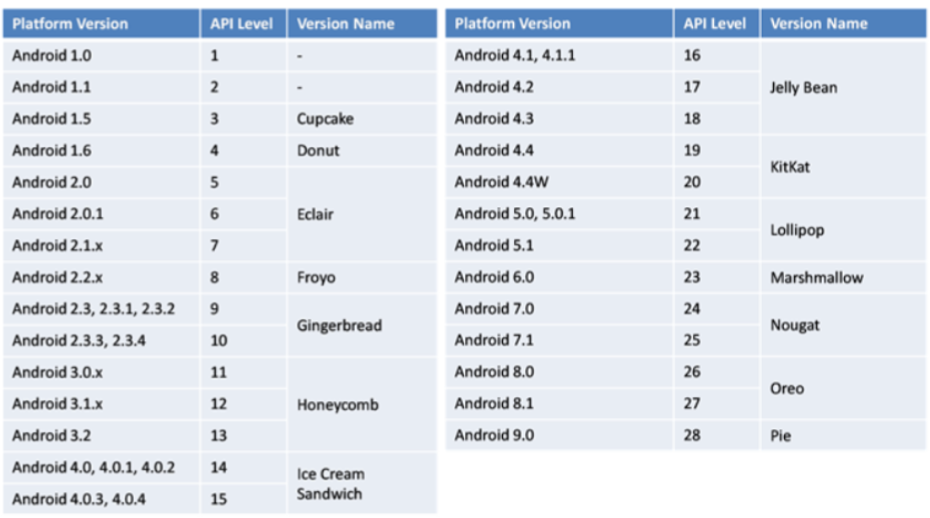 Platform Version API Level Version Name
Android 1.0 1 -
Android 1.1 2 -
Android 1.5 3 Cupcake
Android 1.6 4 Donut
Android 2.0 5
Android 2.0.1 6 Eclair
Android 2.1.x 7
Android 2.2.x 8 Froyo
Android 2.3, 2.3.1, 2.3.2 9
Gingerbread
Android 2.3.3, 2.3.4 10
Android 3.0.x 11
Android 3.1.x 12 Honeycomb
Android 3.2 13
Android 4.0, 4.0.1, 4.0.2 14
Ice Cream
Sandwich
Android 4.0.3, 4.0.4 15
Platform Version API Level Version Name
Android 4.1, 4.1.1 16
Android 4.2 17 Jelly Bean
Android 4.3 18
Android 4.4 19
KitKat
Android 4.4W 20
Android 5.0, 5.0.1 21
Lollipop
Android 5.1 22
Android 6.0 23 Marshmallow
Android 7.0 24
Nougat
Android 7.1 25
Android 8.0 26
Oreo
Android 8.1 27
Android 9.0 28 Pie